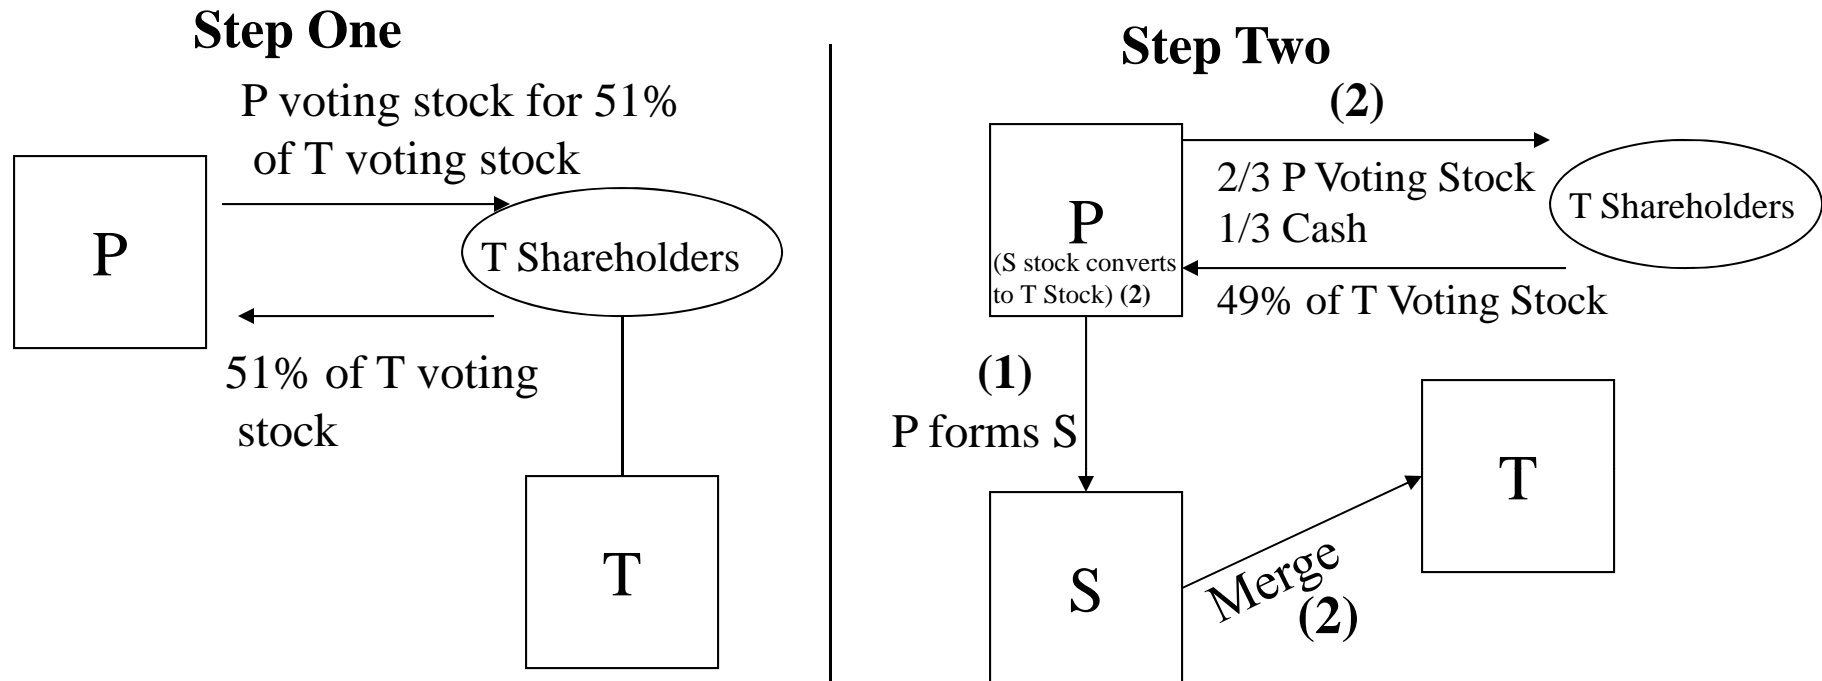 Step One
P voting stock for 51%
of T voting stock
P
T Shareholders
51% of T voting
stock
T
Step Two
(2)
P
(S stock converts
to T Stock) (2)
2/3 P Voting Stock
1/3 Cash
T Shareholders
49% of T Voting Stock
(1)
P forms S
T
S
Merge
(2)